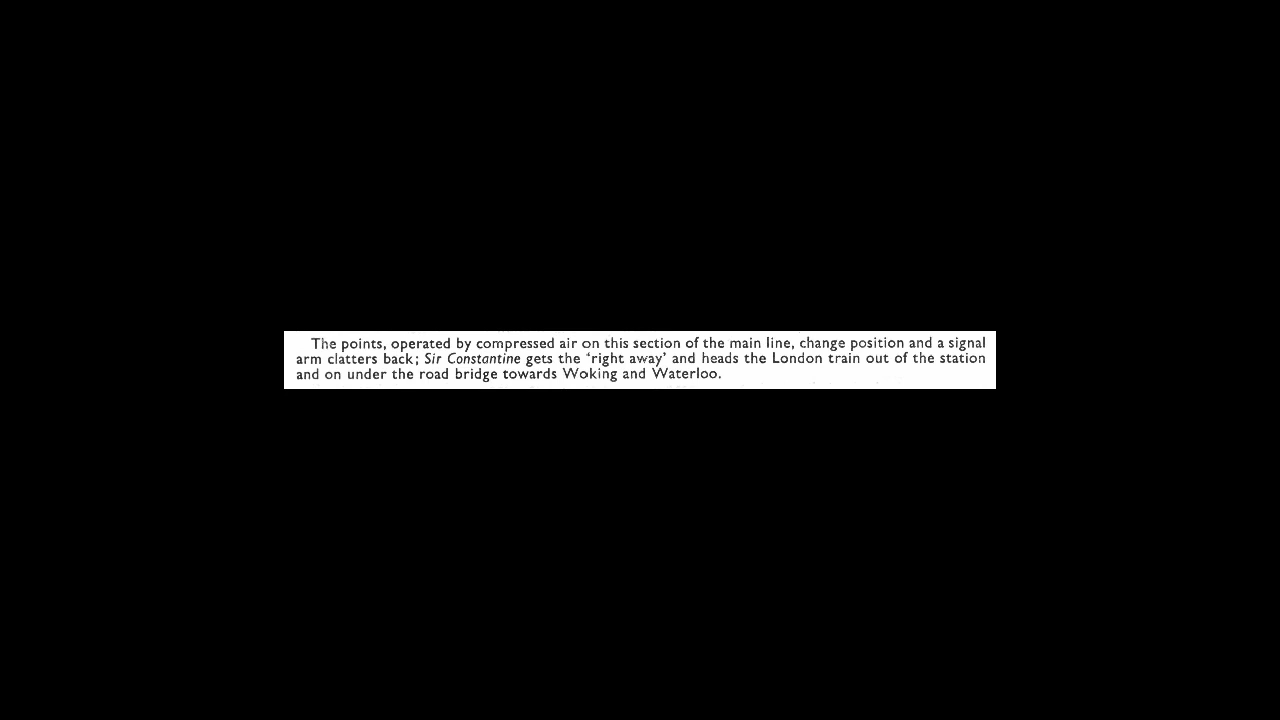 The points, operated by compressed air on this section of the main line, change position and a signal
arm clatters back; Sir Constantine gets the 'right away' and heads the London train out of the station
and on under the road bridge towards Woking and Waterloo.